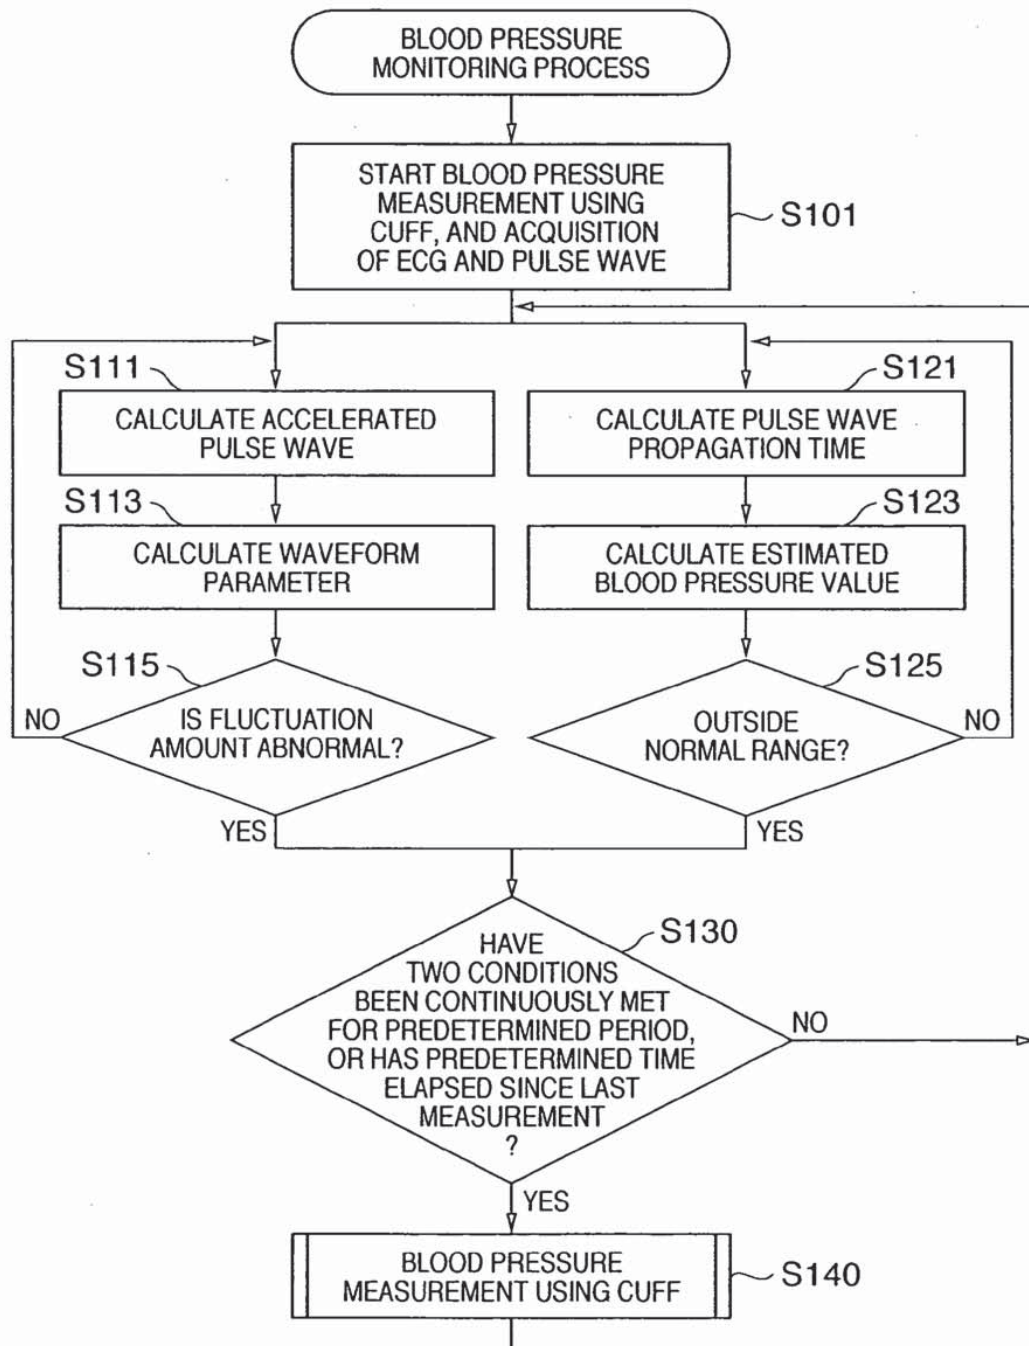 BLOOD PRESSURE
MONITORING PROCESS
START BLOOD PRESSURE
MEASUREMENT USING
CUFF, AND ACQUISITION
OF ECG AND PULSE WAVE
S101
S111
CALCULATE ACCELERATED
PULSE WAVE
S121
CALCULATE PULSE WAVE
PROPAGATION TIME
S113
CALCULATE WAVEFORM
PARAMETER
S123
CALCULATE ESTIMATED
BLOOD PRESSURE VALUE
S115
NO
IS FLUCTUATION
AMOUNT ABNORMAL?
YES
S125
OUTSIDE
NORMAL RANGE?
NO
YES
S130
HAVE
TWO CONDITIONS
BEEN CONTINUOUSLY MET
FOR PREDETERMINED PERIOD,
OR HAS PREDETERMINED TIME
ELAPSED SINCE LAST
MEASUREMENT
?
NO
YES
BLOOD PRESSURE
MEASUREMENT USING CUFF
S140